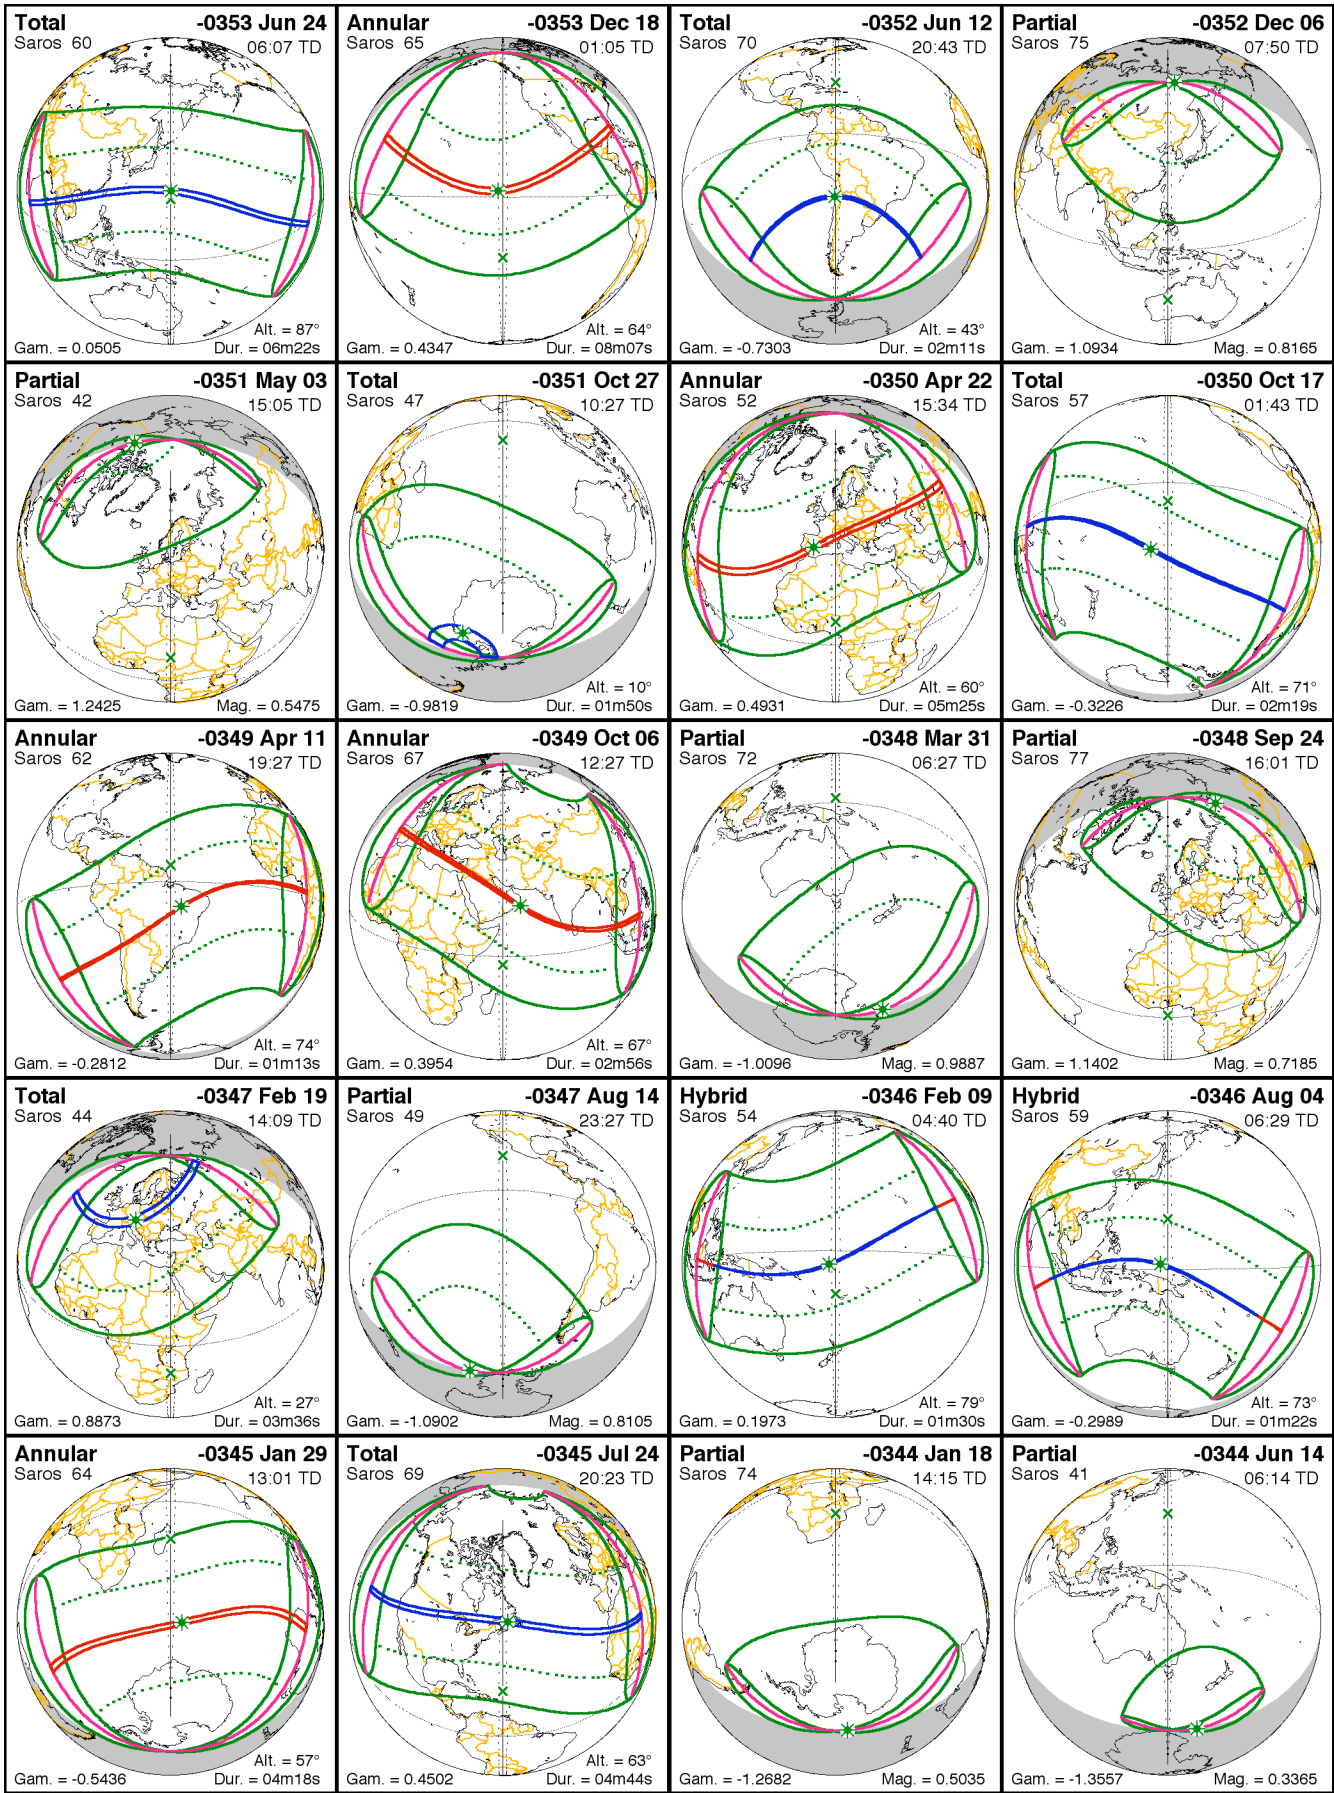 Total -0353 Jun 24
Saros 60 06:07 TD
Alt. = 87°
Gam. = 0.0505 Dur. = 06m22s
Annular -0353 Dec 18
Saros 65 01:05 TD
Alt. = 64°
Gam. = 0.4347 Dur. = 08m07s
Total -0352 Jun 12
Saros 70 20:43 TD
Alt. = 43°
Gam. = -0.7303 Dur. = 02m11s
Partial -0352 Dec 06
Saros 75 07:50 TD
Gam. = 1.0934 Mag. = 0.8165
Partial -0351 May 03
Saros 42 15:05 TD
Gam. = 1.2425 Mag. = 0.5475
Total -0351 Oct 27
Saros 47 10:27 TD
Alt. = 10°
Gam. = -0.9819 Dur. = 01m50s
Annular -0350 Apr 22
Saros 52 15:34 TD
Alt. = 60°
Gam. = 0.4931 Dur. = 05m25s
Total -0350 Oct 17
Saros 57 01:43 TD
Alt. = 71°
Gam. = -0.3226 Dur. = 02m19s
Annular -0349 Apr 11
Saros 62 19:27 TD
Alt. = 74°
Gam. = -0.2812 Dur. = 01m13s
Annular -0349 Oct 06
Saros 67 12:27 TD
Alt. = 67°
Gam. = 0.3954 Dur. = 02m56s
Partial -0348 Mar 31
Saros 72 06:27 TD
Gam. = -1.0096 Mag. = 0.9887
Partial -0348 Sep 24
Saros 77 16:01 TD
Gam. = 1.1402 Mag. = 0.7185
Total -0347 Feb 19
Saros 44 14:09 TD
Alt. = 27°
Gam. = 0.8873 Dur. = 03m36s
Partial -0347 Aug 14
Saros 49 23:27 TD
Gam. = -1.0902 Mag. = 0.8105
Hybrid -0346 Feb 09
Saros 54 04:40 TD
Alt. = 79°
Gam. = 0.1973 Dur. = 01m30s
Hybrid -0346 Aug 04
Saros 59 06:29 TD
Alt. = 73°
Gam. = -0.2989 Dur. = 01m22s
Annular -0345 Jan 29
Saros 64 13:01 TD
Alt. = 57°
Gam. = -0.5436 Dur. = 04m18s
Total -0345 Jul 24
Saros 69 20:23 TD
Alt. = 63°
Gam. = 0.4502 Dur. = 04m44s
Partial -0344 Jan 18
Saros 74 14:15 TD
Gam. = -1.2682 Mag. = 0.5035
Partial -0344 Jun 14
Saros 41 06:14 TD
Gam. = -1.3557 Mag. = 0.3365